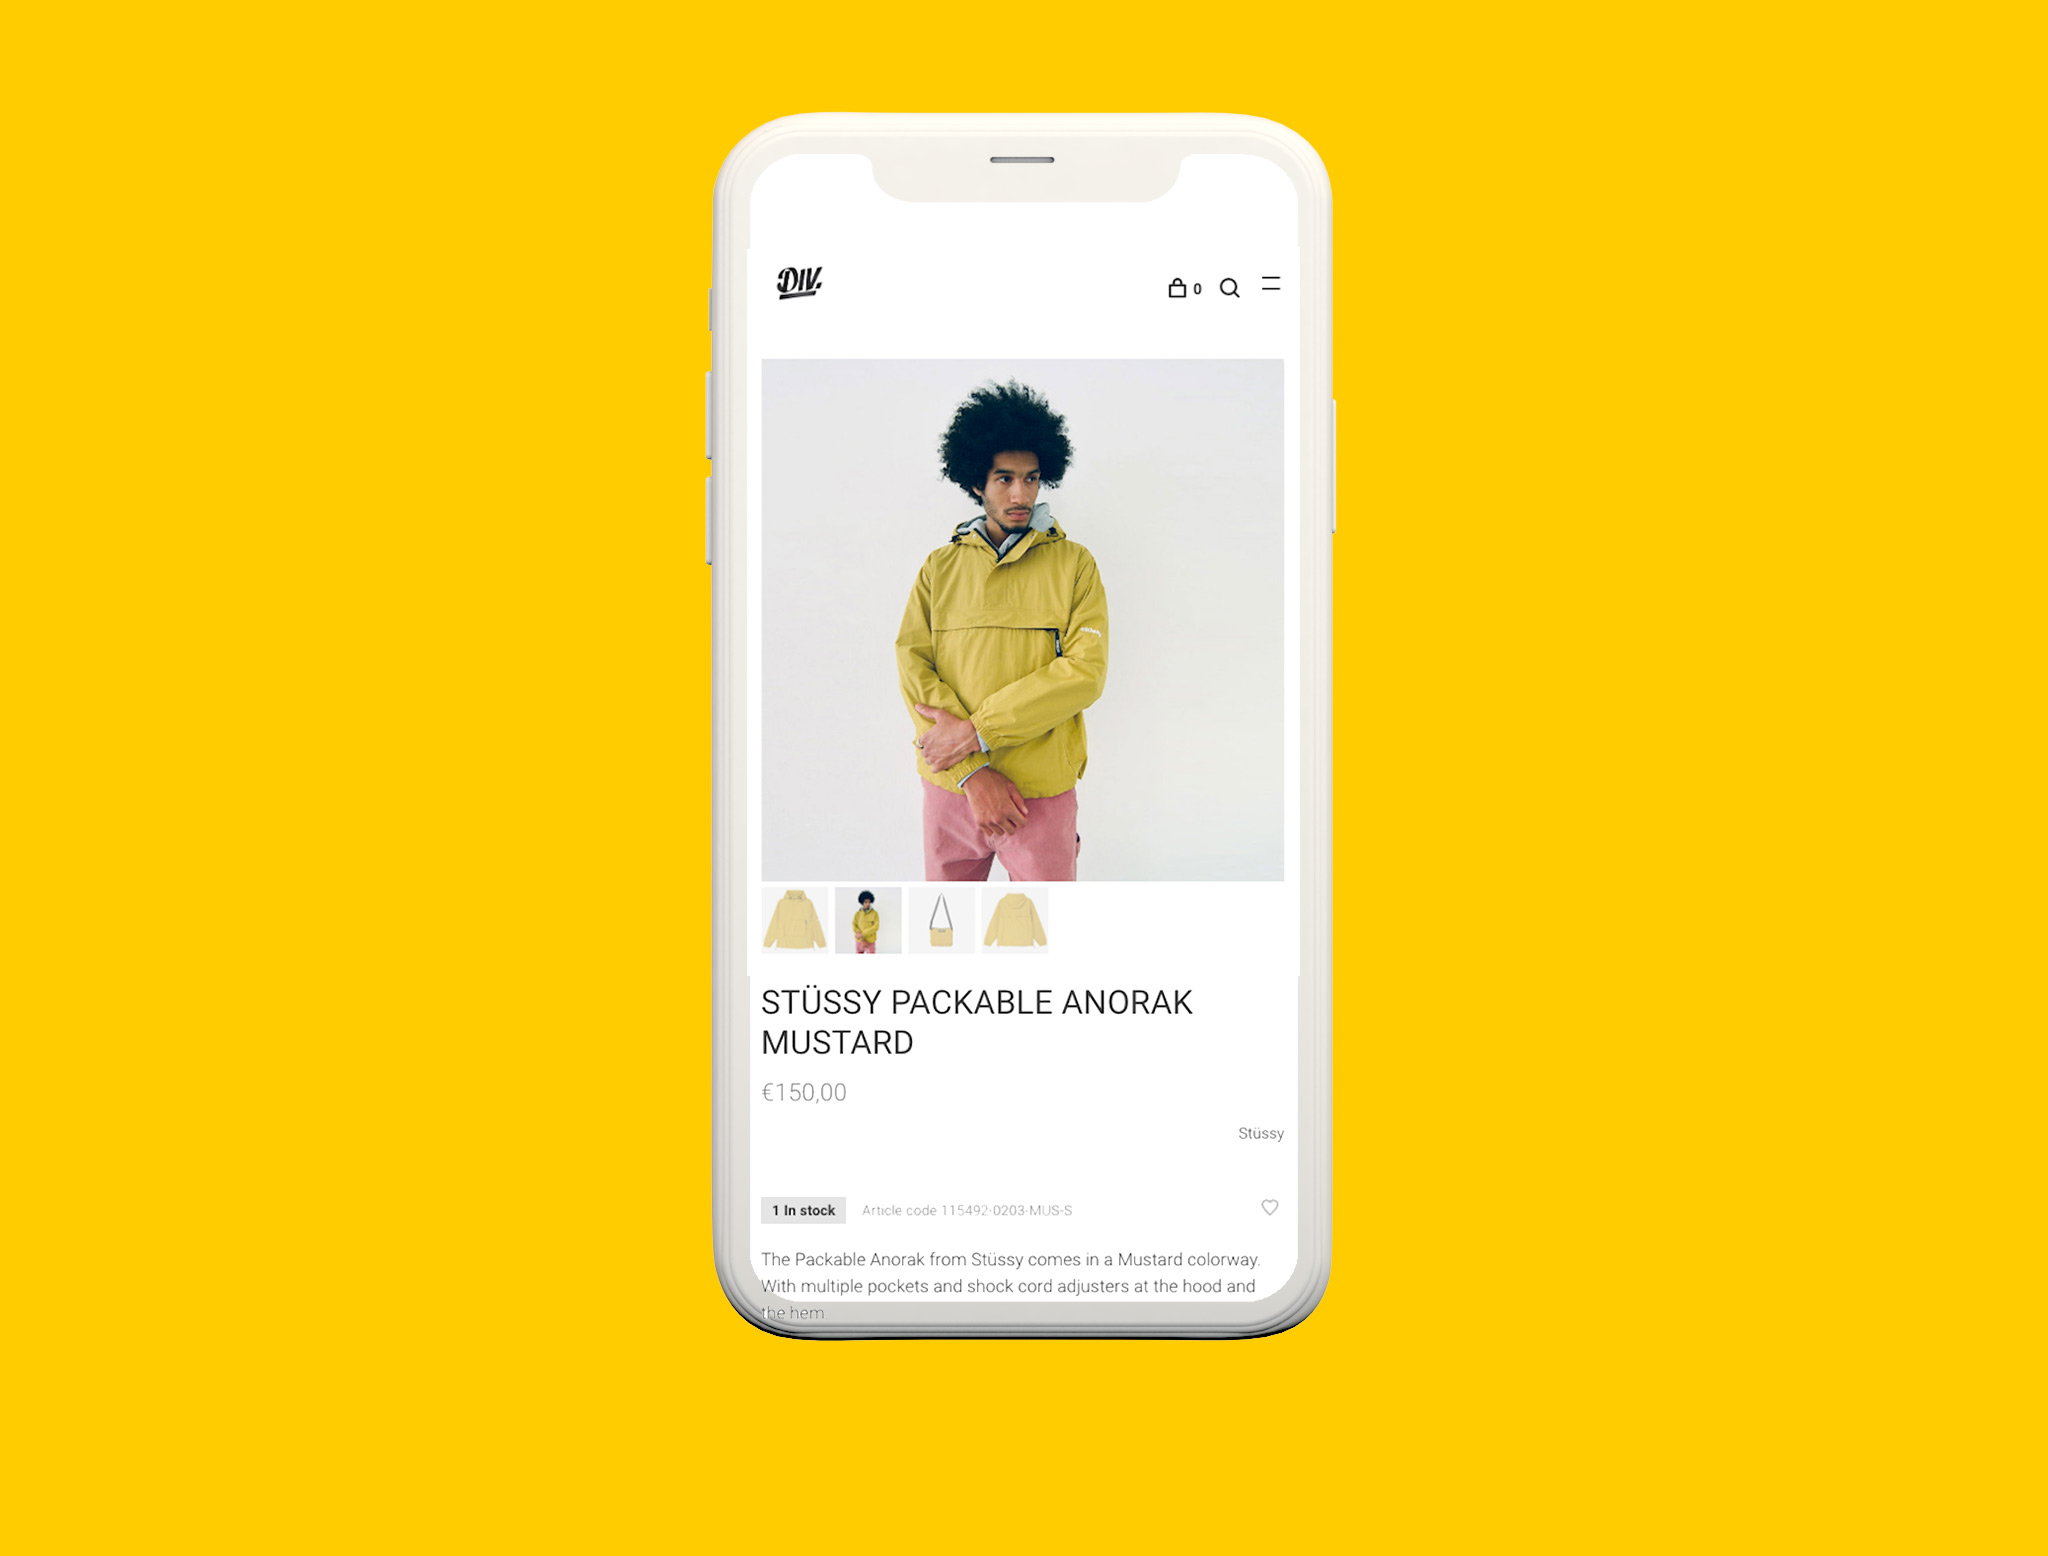 DIV.
0
STÜSSY PACKABLE ANORAK
MUSTARD
€150,00
Stüssy
1 In stock
Article code 115492-0203-MUS-S
The Packable Anorak from Stüssy comes in a Mustard colorway.
With multiple pockets and shock cord adjusters at the hood and
the hem